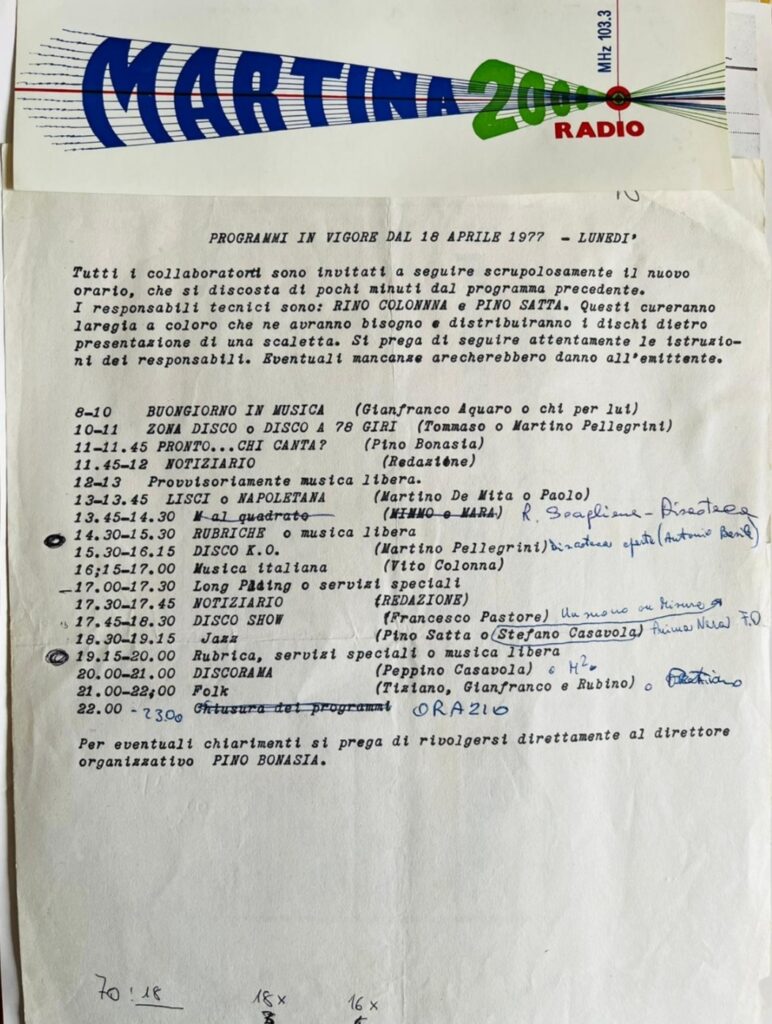 MARTINA 2000
RADIO
MHz 103.3
PROGRAMMI IN VIGORE DAL 18 APRILE 1977 - LUNEDI'
Tutti i collaboratorti sono invitati a seguire scrupolosamente il nuovo
orario, che si discosta di pochi minuti dal programma precedente.
I responsabili tecnici sono: RINO COLONNNA e PINO SATTA. Questi cureranno
laregia a coloro che ne avranno bisogno e distribuiranno i dischi dietro
presentazione di una scaletta. Si prega di seguire attentamente le istruzio-
ni dei responsabili. Eventuali mancanze arecherebbero danno all'emittente.
8-10 BUONGIORNO IN MUSICA (Gianfranco Aquaro o chi per lui)
10-11 ZONA DISCO o DISCO A 78 GIRI (Tommaso o Martino Pellegrini)
11-11.45 PRONTO...CHI CANTA? (Pino Bonasia)
11.45-12 NOTIZIARIO (Redazione)
12-13 Provvisoriamente musica libera.
13-13.45 LISCI o NAPOLETANA (Martino De Mita o Paolo)
13.45-14.30 M al quadrato (MIMMO e MARA) R. - Discoteca
14.30-15.30 RUBRICHE o musica libera
15.30-16.15 DISCO K.O. (Martino Pellegrini) Discoteca aperta (Antonio )
16;15-17.00 Musica italiana (Vito Colonna)
-17.00-17.30 Long Plaing o servizi speciali
17.30-17.45 NOTIZIARIO (REDAZIONE)
17.45-18.30 DISCO SHOW (Francesco Pastore) Un su Misura
18.30-19.15 Jazz (Pino Satta o Stefano Casavola) Anima Nera F.D.
19.15-20.00 Rubrica, servizi speciali o musica libera
20.00-21.00 DISCORAMA (Peppino Casavola) o M²
21.00-22;00 Folk (Tiziano, Gianfranco e Rubino) o
22.00 - 23.00 Chiusura dei programmi ORAZIO
Per eventuali chiarimenti si prega di rivolgersi direttamente al direttore
organizzativo PINO BONASIA.
70 : 18
18 x 16 x